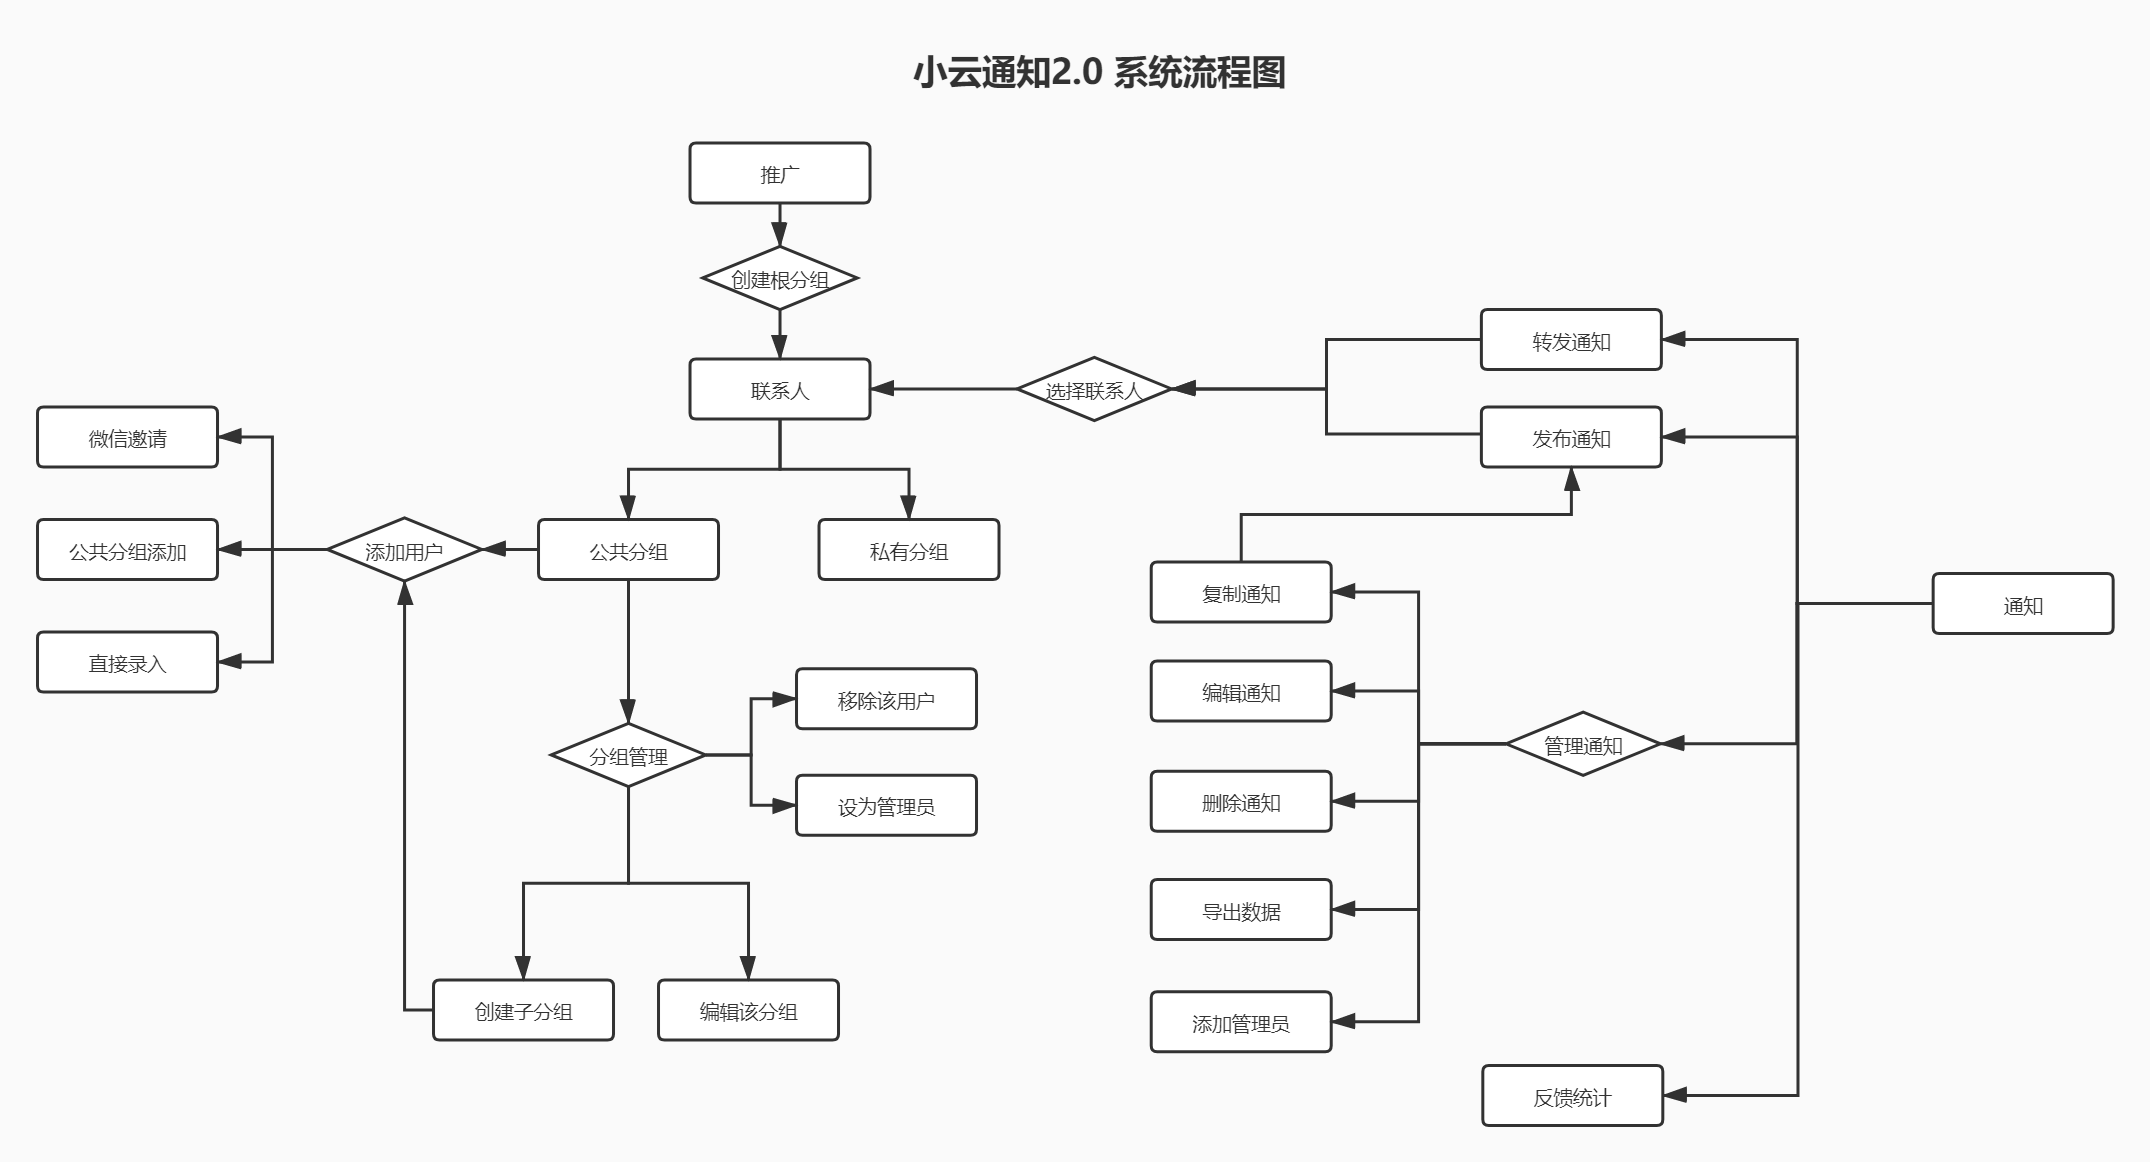 小云通知2.0 系统流程图
推广
创建根分组
转发通知
联系人
选择联系人
微信邀请
发布通知
公共分组添加
添加用户
公共分组
私有分组
复制通知
通知
直接录入
移除该用户
编辑通知
分组管理
管理通知
设为管理员
删除通知
导出数据
创建子分组
编辑该分组
添加管理员
反馈统计